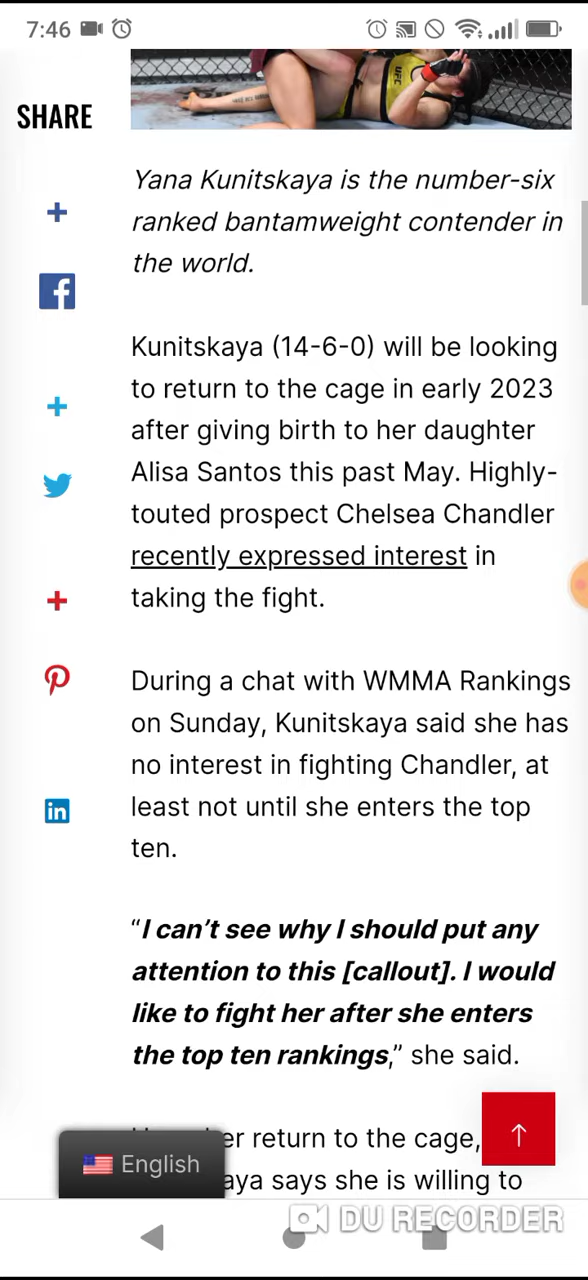 7:46
UFC
SHARE
Yana Kunitskaya is the number-six
ranked bantamweight contender in
the world.
Kunitskaya (14-6-0) will be looking
to return to the cage in early 2023
after giving birth to her daughter
Alisa Santos this past May. Highly-
touted prospect Chelsea Chandler
recently expressed interest in
taking the fight.
During a chat with WMMA Rankings
on Sunday, Kunitskaya said she has
no interest in fighting Chandler, at
least not until she enters the top
ten.
“I can’t see why I should put any
attention to this [callout]. I would
like to fight her after she enters
the top ten rankings,” she said.
return to the cage,
says she is willing to
English
DU RECORDER